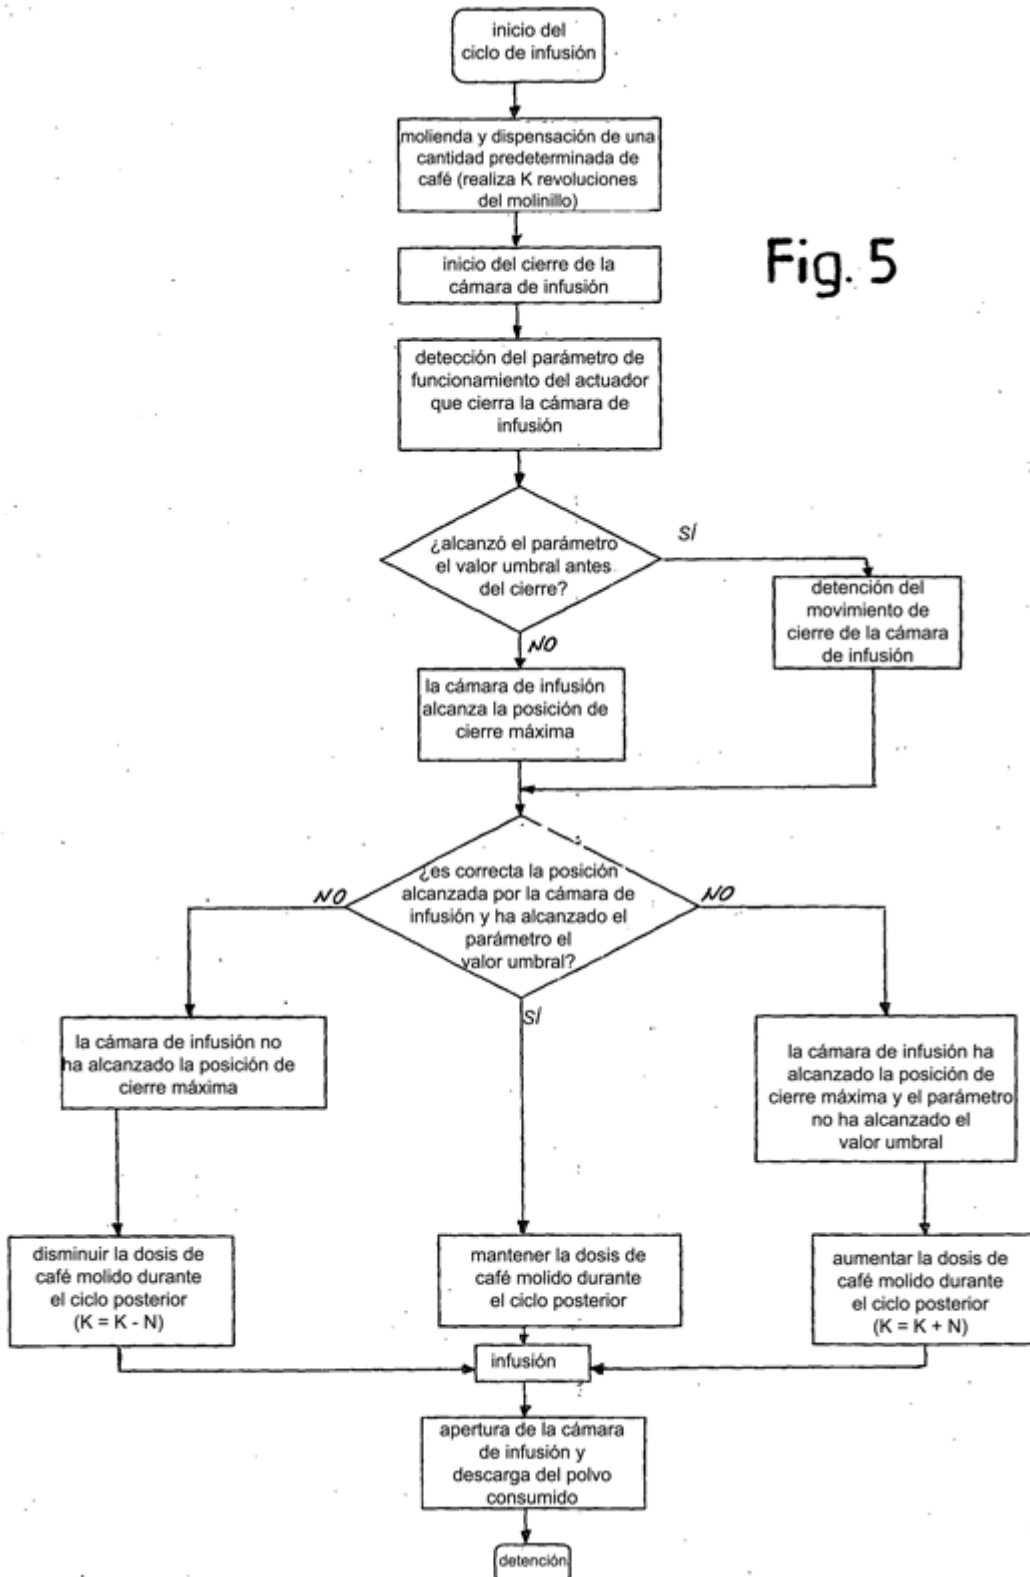 inicio del
ciclo de infusión
molienda y dispensación de una
cantidad predeterminada de
café (realiza K revoluciones
del molinillo)
Fig. 5
inicio del cierre de la
cámara de infusión
detección del parámetro de
funcionamiento del actuador
que cierra la cámara de
infusión
¿alcanzó el parámetro
el valor umbral antes
del cierre?
SÍ
detención del
movimiento de
cierre de la cámara
de infusión
NO
la cámara de infusión
alcanza la posición de
cierre máxima
¿es correcta la posición
alcanzada por la cámara de
infusión y ha alcanzado el
parámetro el
valor umbral?
NO
NO
SÍ
la cámara de infusión no
ha alcanzado la posición de
cierre máxima
la cámara de infusión ha
alcanzado la posición de
cierre máxima y el parámetro
no ha alcanzado el
valor umbral
disminuir la dosis de
café molido durante
el ciclo posterior
(K = K - N)
mantener la dosis de
café molido durante
el ciclo posterior
aumentar la dosis de
café molido durante
el ciclo posterior
(K = K + N)
infusión
apertura de la cámara
de infusión y
descarga del polvo
consumido
detención